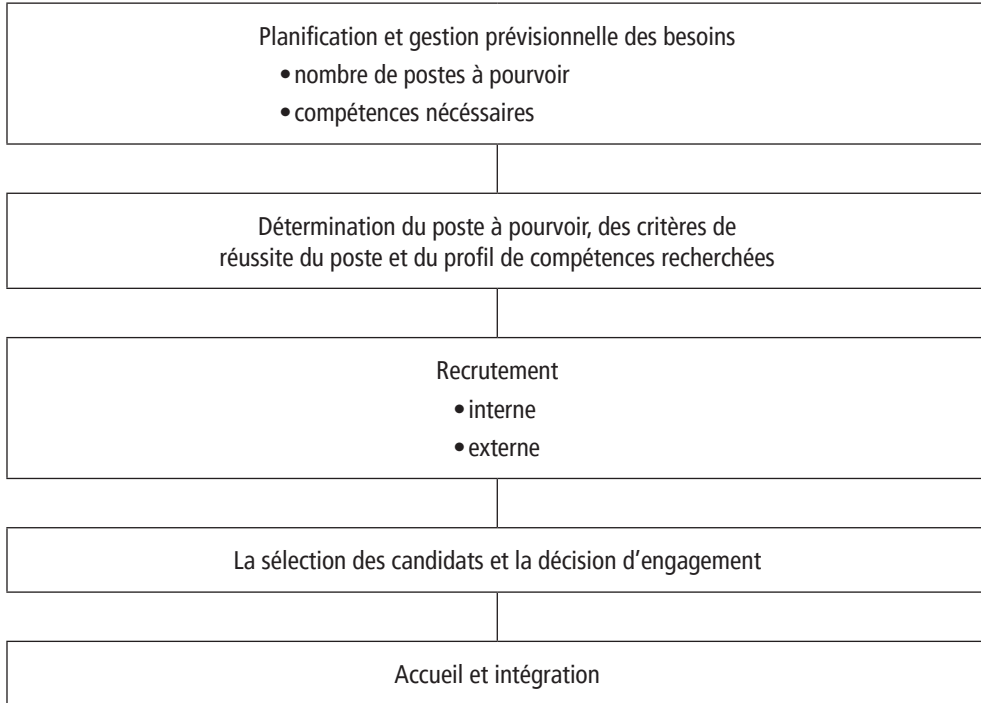 Planification et gestion prévisionnelle des besoins
• nombre de postes à pourvoir
• compétences nécéssaires
Détermination du poste à pourvoir, des critères de
réussite du poste et du profil de compétences recherchées
Recrutement
• interne
• externe
La sélection des candidats et la décision d'engagement
Accueil et intégration